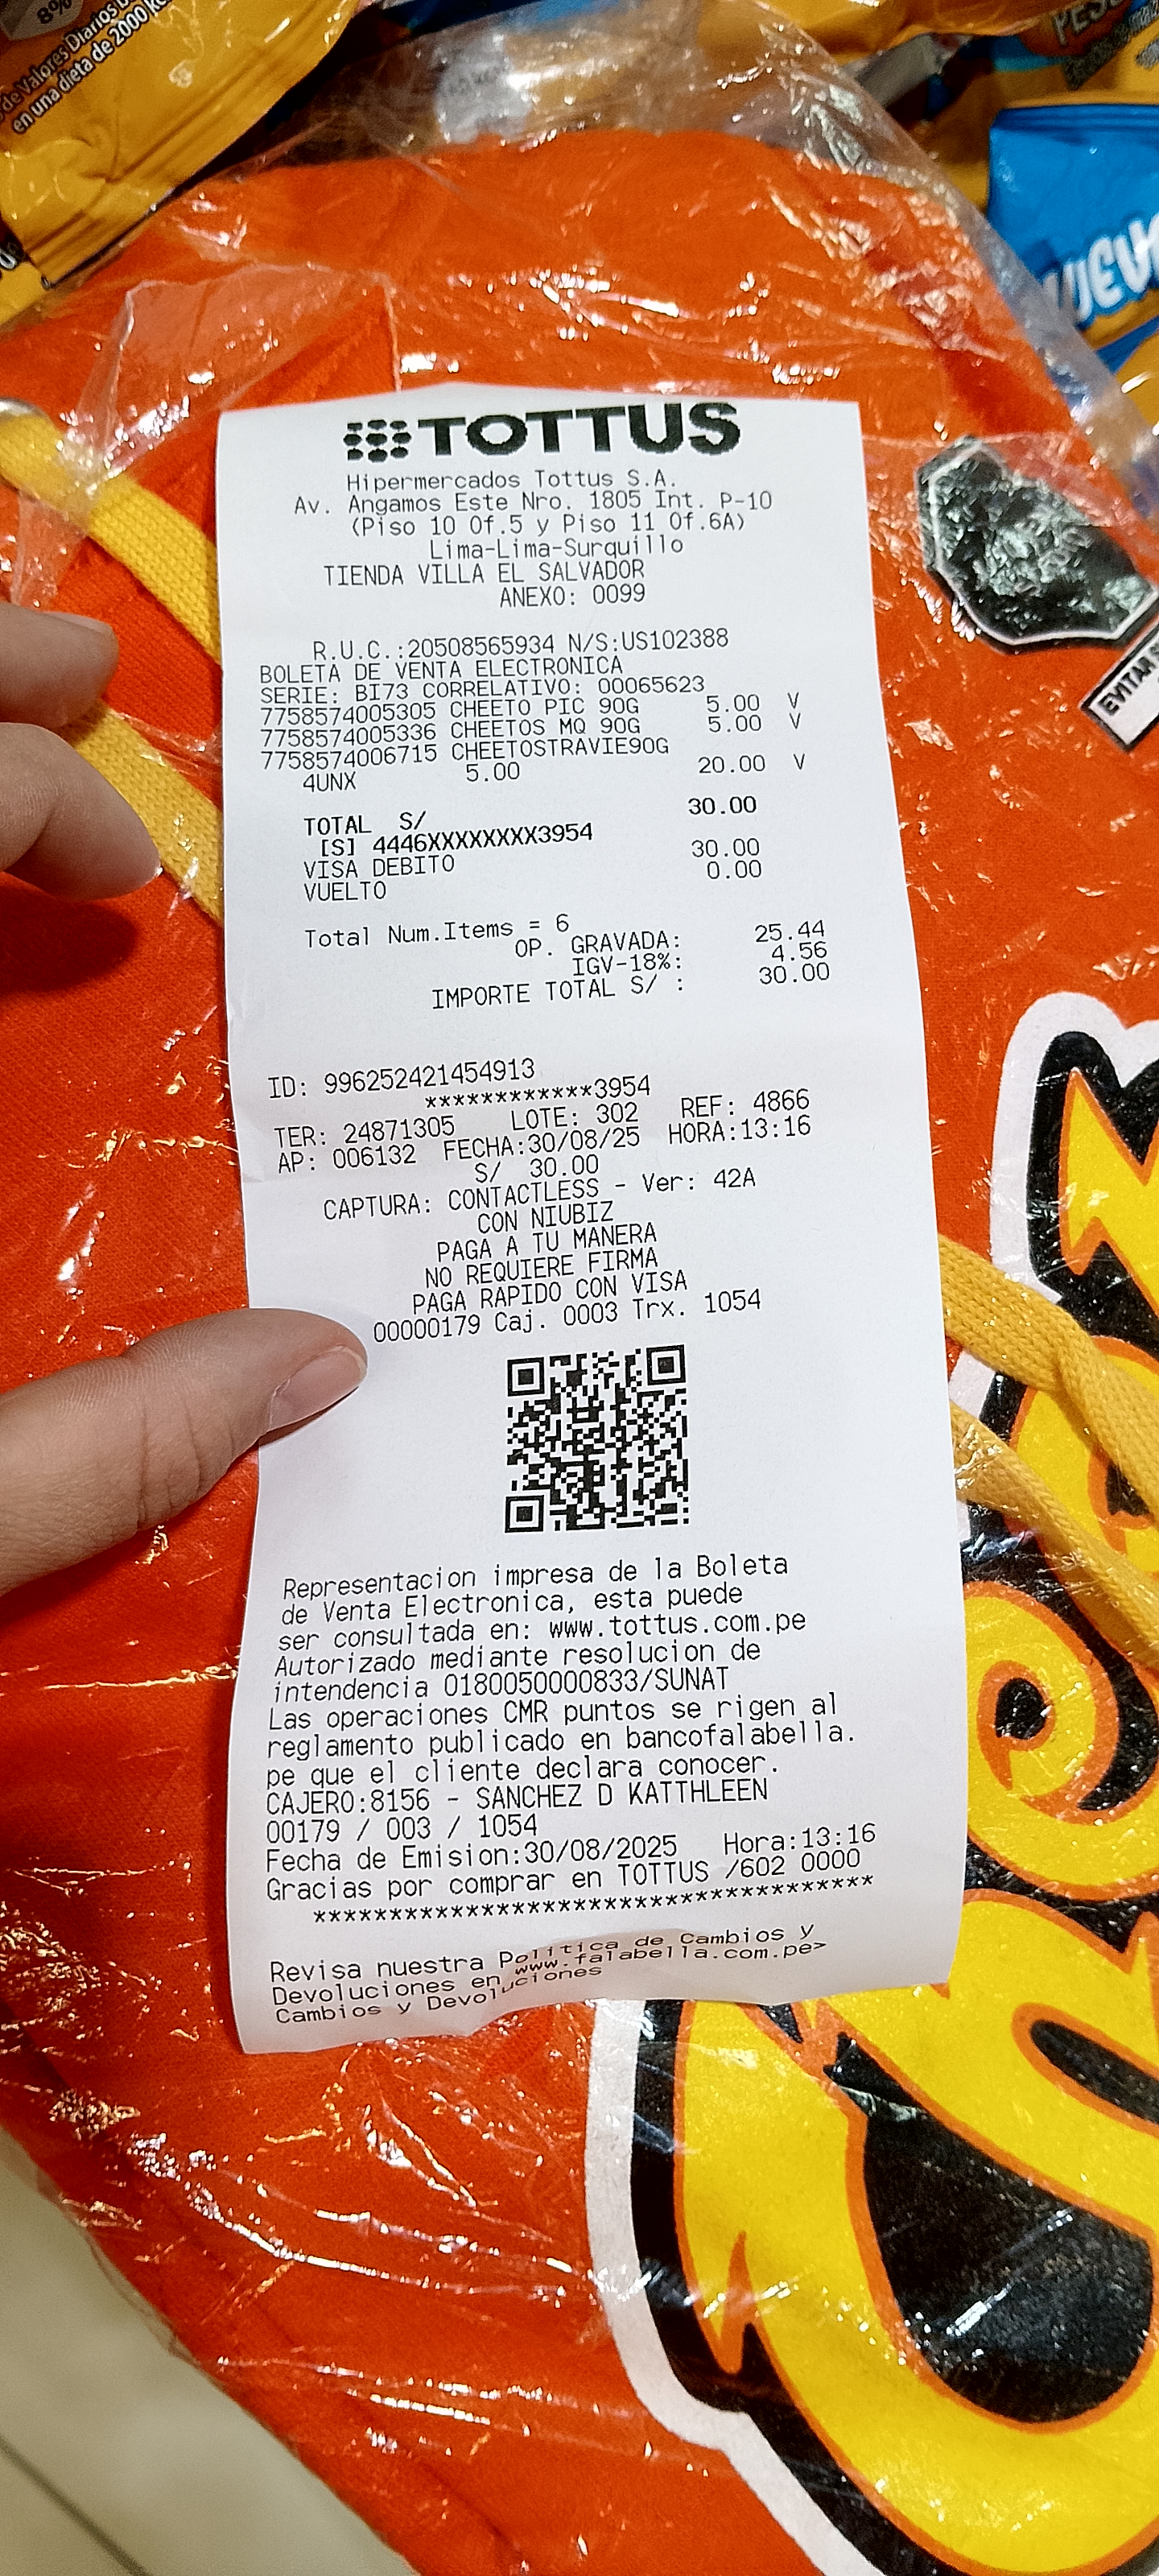 8%
de Valores Diarios
en una dieta de 2000
TOTTUS
Hipermercados Tottus S.A.
Av. Angamos Este Nro. 1805 Int. P-10
(Piso 10 Of.5 y Piso 11 Of.6A)
Lima-Lima-Surquillo
TIENDA VILLA EL SALVADOR
ANEXO: 0099
R.U.C.:20508565934 N/S:US102388
BOLETA DE VENTA ELECTRONICA
SERIE: BI73 CORRELATIVO: 00065623
7758574005305 CHEETO PIC 90G 5.00 V
7758574005336 CHEETOS MQ 90G 5.00 V
7758574006715 CHEETOSTRAVIE90G
4UNX 5.00 20.00 V
TOTAL S/ 30.00
[S] 4446XXXXXXXX3954
VISA DEBITO 30.00
VUELTO 0.00
Total Num.Items = 6
OP. GRAVADA: 25.44
IGV-18%: 4.56
IMPORTE TOTAL S/ : 30.00
ID: 996252421454913
************3954
TER: 24871305 LOTE: 302 REF: 4866
AP: 006132 FECHA:30/08/25 HORA:13:16
S/ 30.00
CAPTURA: CONTACTLESS - Ver: 42A
CON NIUBIZ
PAGA A TU MANERA
NO REQUIERE FIRMA
PAGA RAPIDO CON VISA
00000179 Caj. 0003 Trx. 1054
Representacion impresa de la Boleta
de Venta Electronica, esta puede
ser consultada en: www.tottus.com.pe
Autorizado mediante resolucion de
intendencia 0180050000833/SUNAT
Las operaciones CMR puntos se rigen al
reglamento publicado en bancofalabella.
pe que el cliente declara conocer.
CAJERO:8156 - SANCHEZ D KATTHLEEN
00179 / 003 / 1054
Fecha de Emision:30/08/2025 Hora:13:16
Gracias por comprar en TOTTUS /602 0000
*************************************
Revisa nuestra Politica de Cambios y
Devoluciones en www.falabella.com.pe>
Cambios y Devoluciones
EVITAR